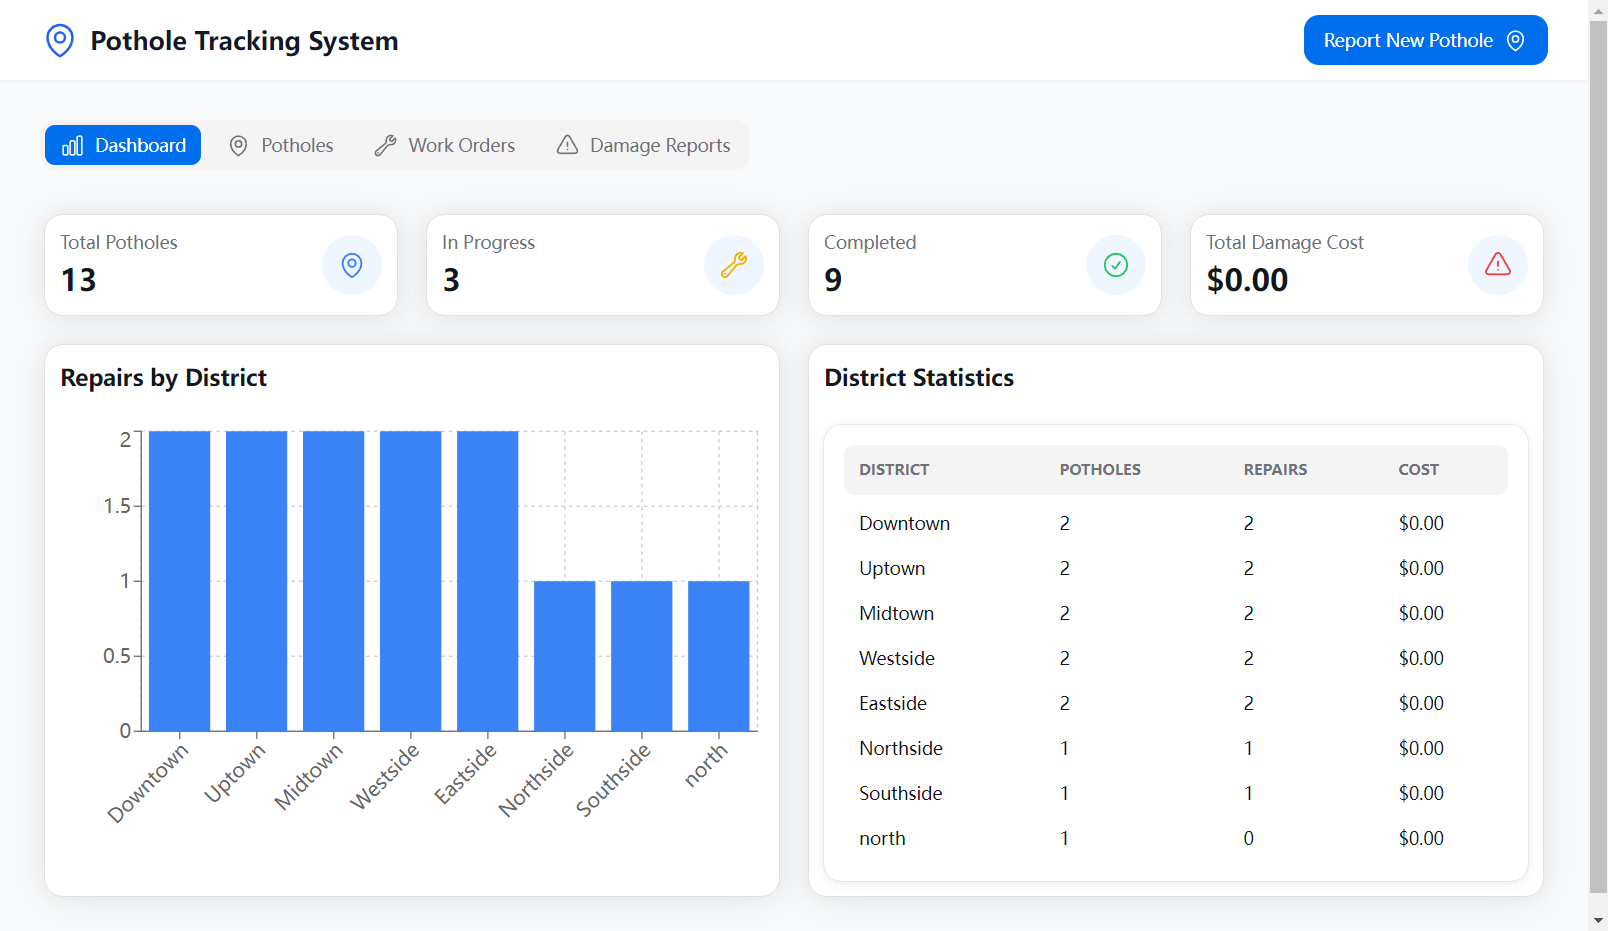 Pothole Tracking System
Report New Pothole
Dashboard Potholes Work Orders Damage Reports
Total Potholes
13
In Progress
3
Completed
9
Total Damage Cost
$0.00
Repairs by District
2
1.5
1
0.5
0
Downtown
Uptown
Midtown
Westside
Eastside
Northside
Southside
north
District Statistics
DISTRICT POTHOLES REPAIRS COST
Downtown 2 2 $0.00
Uptown 2 2 $0.00
Midtown 2 2 $0.00
Westside 2 2 $0.00
Eastside 2 2 $0.00
Northside 1 1 $0.00
Southside 1 1 $0.00
north 1 0 $0.00